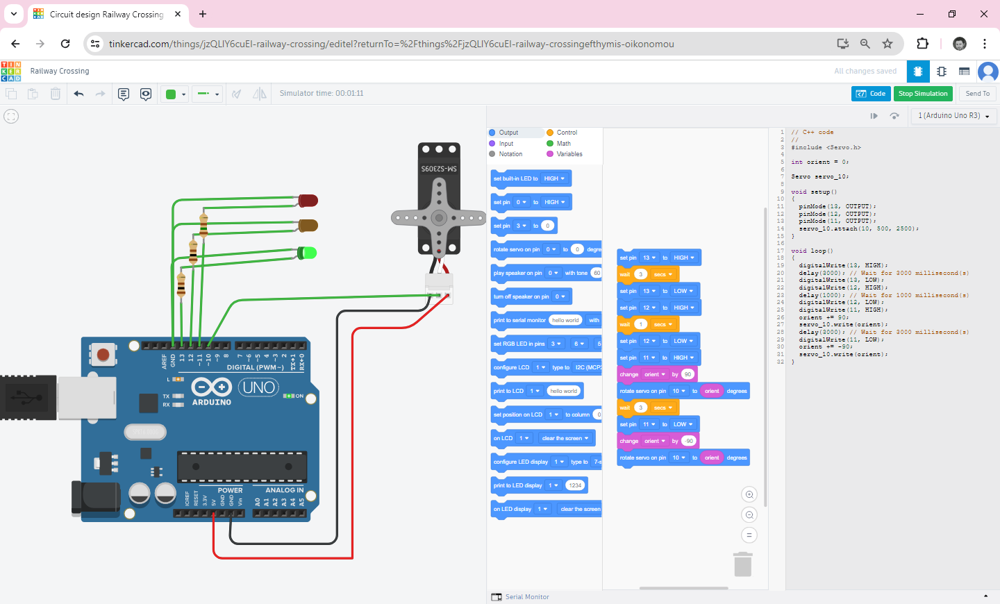 Circuit design Railway Crossing
tinkercad.com/things/jzQLIY6cuEI-railway-crossing/editel?returnTo=%2Fthings%2FjzQLIY6cuEI-railway-crossingefthymis-oikonomou
TIN
KER
CAD
Railway Crossing
All changes saved
Simulator time: 00:01:11
Code
Stop Simulation
Send To
1 (Arduino Uno R3)
SM-S2309S
AREF
GND
13
12
~11
~10
~9
8
7
~6
~5
4
~3
2
TX→1
RX←0
DIGITAL (PWM~)
L
TX
RX
ARDUINO
UNO
ON
POWER
ANALOG IN
IOREF
RESET
3.3V
5V
GND
GND
Vin
A0
A1
A2
A3
A4
A5
Output
Control
Input
Math
Notation
Variables
set built-in LED to HIGH
set pin 0 to HIGH
set pin 3 to 0
rotate servo on pin 0 to 0 degre
play speaker on pin 0 with tone 60
turn off speaker on pin 0
print to serial monitor hello world with
set RGB LED in pins 3 6 5
configure LCD 1 type to I2C (MCP2
print to LCD 1 hello world
set position on LCD 1 to column 0
on LCD 1 clear the screen
configure LED display 1 type to 7-s
print to LED display 1 1234
on LED display 1 clear the screen
set pin 13 to HIGH
wait 3 secs
set pin 13 to LOW
set pin 12 to HIGH
wait 1 secs
set pin 12 to LOW
set pin 11 to HIGH
change orient by 90
rotate servo on pin 10 to orient degrees
wait 3 secs
set pin 11 to LOW
change orient by -90
rotate servo on pin 10 to orient degrees
1 // C++ code
2 //
3 #include <Servo.h>
4
5 int orient = 0;
6
7 Servo servo_10;
8
9 void setup()
10 {
11 pinMode(13, OUTPUT);
12 pinMode(12, OUTPUT);
13 pinMode(11, OUTPUT);
14 servo_10.attach(10, 500, 2500);
15 }
16
17 void loop()
18 {
19 digitalWrite(13, HIGH);
20 delay(3000); // Wait for 3000 millisecond(s)
21 digitalWrite(13, LOW);
22 digitalWrite(12, HIGH);
23 delay(1000); // Wait for 1000 millisecond(s)
24 digitalWrite(12, LOW);
25 digitalWrite(11, HIGH);
26 orient += 90;
27 servo_10.write(orient);
28 delay(3000); // Wait for 3000 millisecond(s)
29 digitalWrite(11, LOW);
30 orient += -90;
31 servo_10.write(orient);
32 }
Serial Monitor